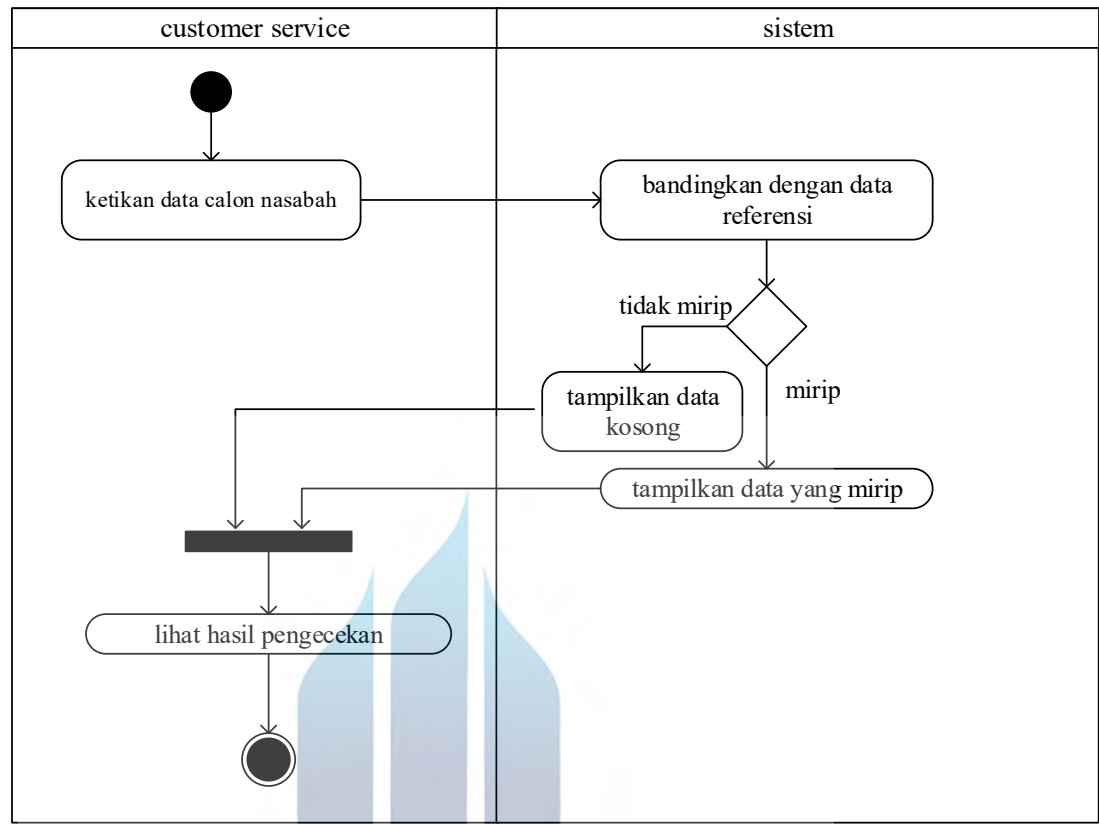 customer service
sistem
ketikan data calon nasabah
bandingkan dengan data
referensi
tidak mirip
mirip
tampilkan data
kosong
tampilkan data yang mirip
lihat hasil pengecekan